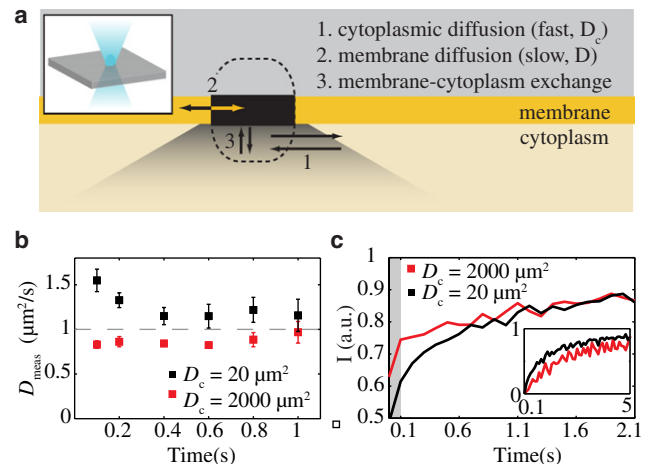 a
1. cytoplasmic diffusion (fast, D_c)
2. membrane diffusion (slow, D)
3. membrane-cytoplasm exchange
2
membrane
3
cytoplasm
1
b
D_meas (μm²/s)
1.5
1
0.5
0
0.2
0.4
0.6
0.8
1
D_c = 20 μm²
D_c = 2000 μm²
Time(s)
c
I (a.u.)
1
0.9
0.8
0.7
0.6
0.5
D_c = 2000 μm²
D_c = 20 μm²
1
0
0.1
5
0.1
0.6
1.1
1.6
2.1
Time(s)